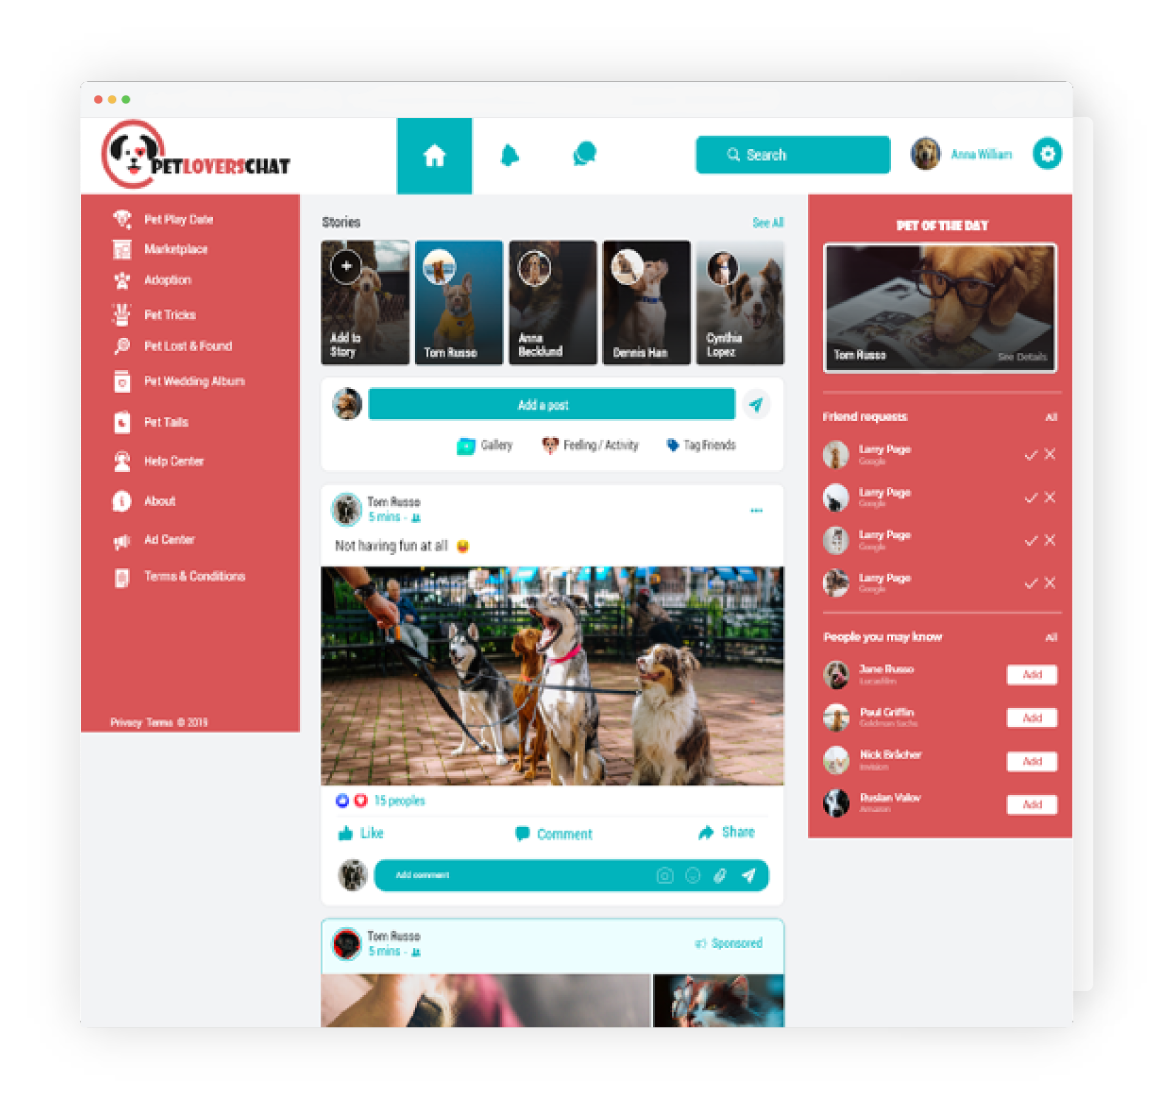 PETLOVERSCHAT
Search
Anna William
Pet Play Date
Marketplace
Adoption
Pet Tricks
Pet Lost & Found
Pet Wedding Album
Pet Tails
Help Center
About
Ad Center
Terms & Conditions
Privacy Terms © 2019
Stories
See All
Add to
Story
Tom Russo
Anna
Becklund
Dennis Han
Cynthia
Lopez
Add a post
Gallery
Feeling / Activity
Tag Friends
Tom Russo
5 mins -
Not having fun at all
15 peoples
Like
Comment
Share
Add comment
Tom Russo
5 mins -
Sponsored
PET OF THE DAY
Tom Russo
See Details
Friend requests
All
Larry Page
Google
Larry Page
Google
Larry Page
Google
Larry Page
Google
People you may know
All
Jane Russo
Lucasfilm
Add
Paul Griffin
Goldman Sachs
Add
Nick Bràcher
Invision
Add
Ruslan Valov
Amazon
Add